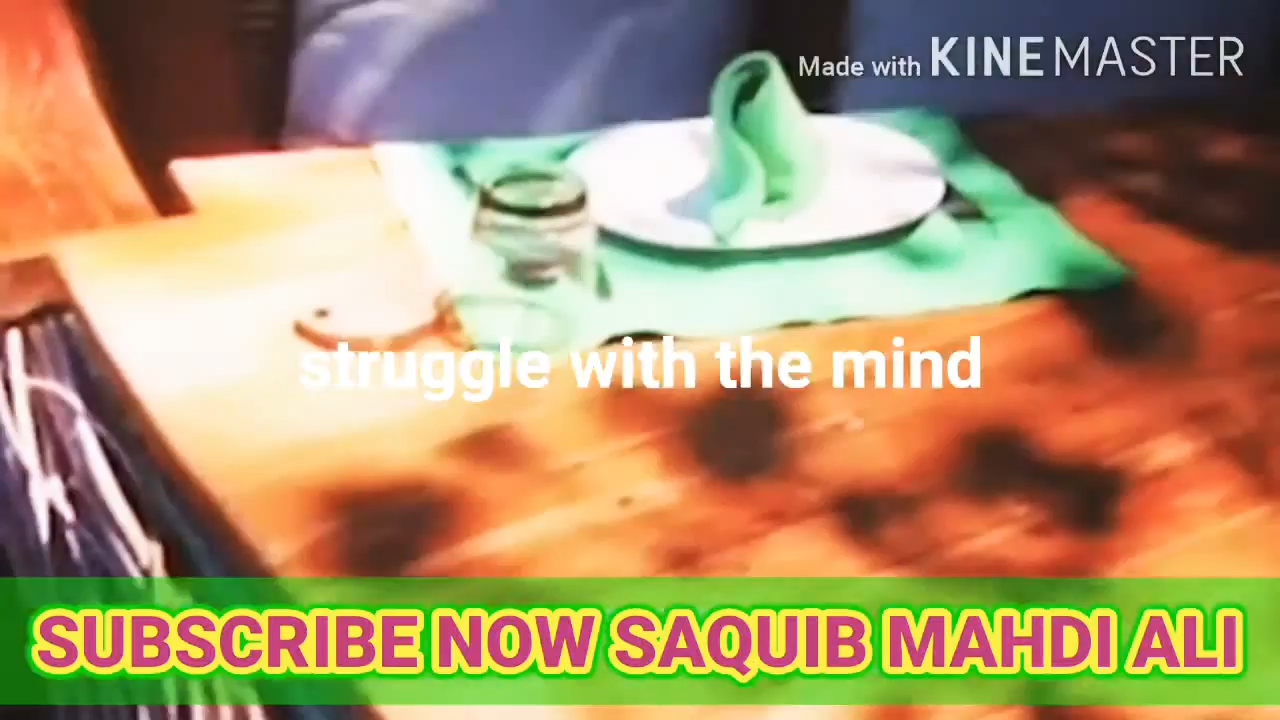 Made with KINEMASTER
struggle with the mind
SUBSCRIBE NOW SAQUIB MAHDI ALI